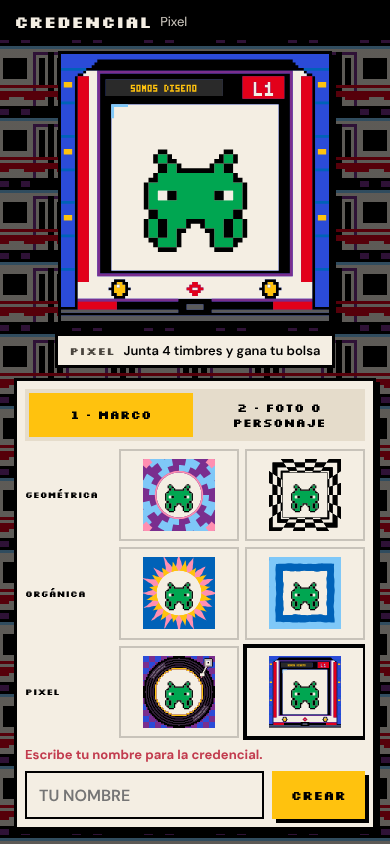 CREDENCIAL Pixel
SOMOS DISENO
L1
PIXEL Junta 4 timbres y gana tu bolsa
1 - MARCO
2 - FOTO O
PERSONAJE
GEOMÉTRICA
ORGÁNICA
PIXEL
Escribe tu nombre para la credencial.
TU NOMBRE
CREAR